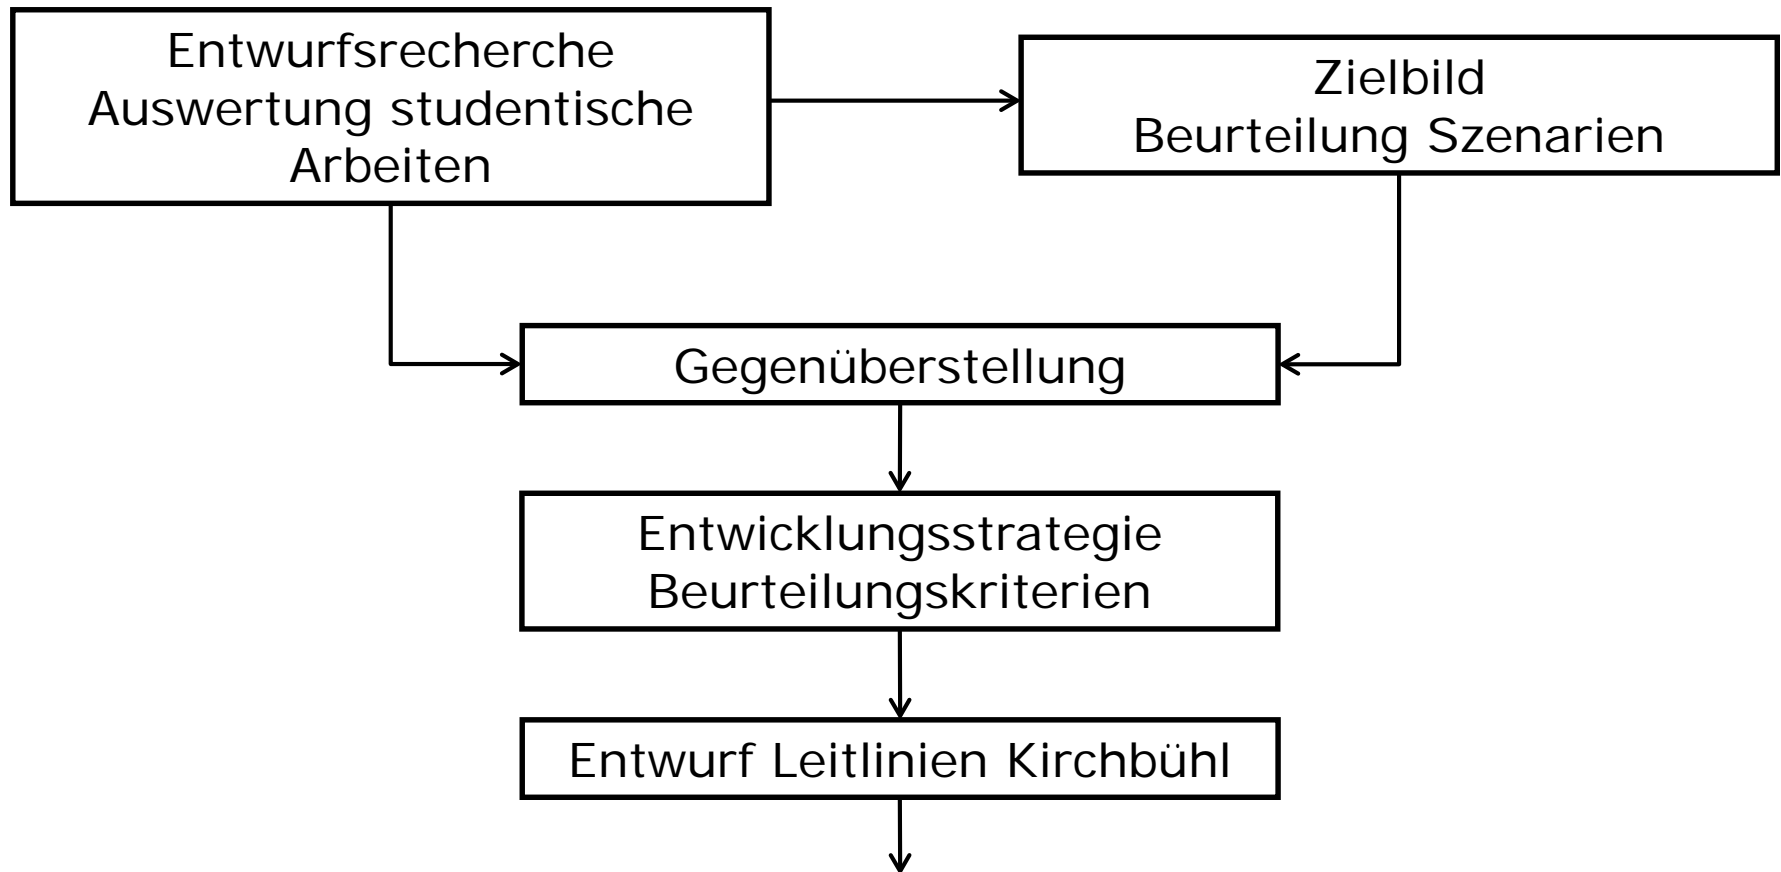 Entwurfsrecherche
Auswertung studentische
Arbeiten
Zielbild
Beurteilung Szenarien
Gegenüberstellung
Entwicklungsstrategie
Beurteilungskriterien
Entwurf Leitlinien Kirchbühl